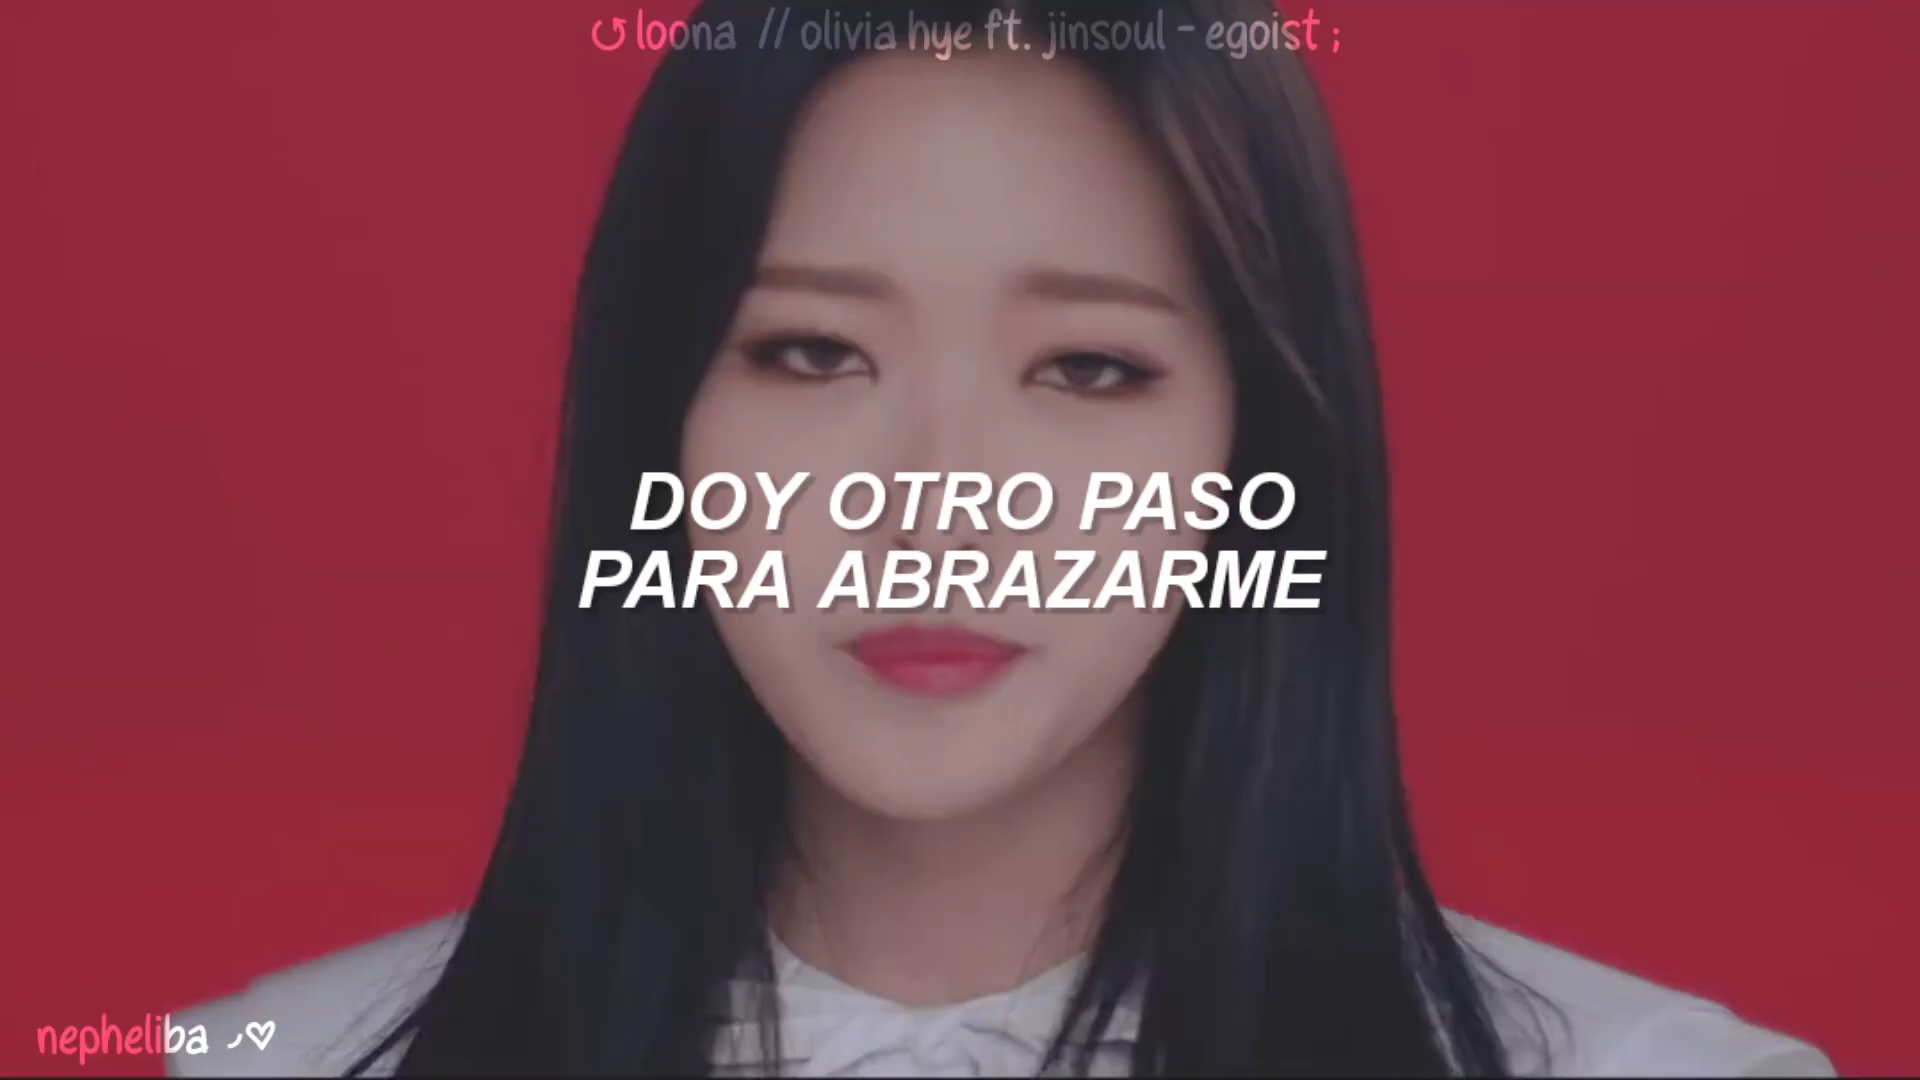 loona // olivia hye ft. jinsoul - egoist ;
DOY OTRO PASO
PARA ABRAZARME
nepheliba